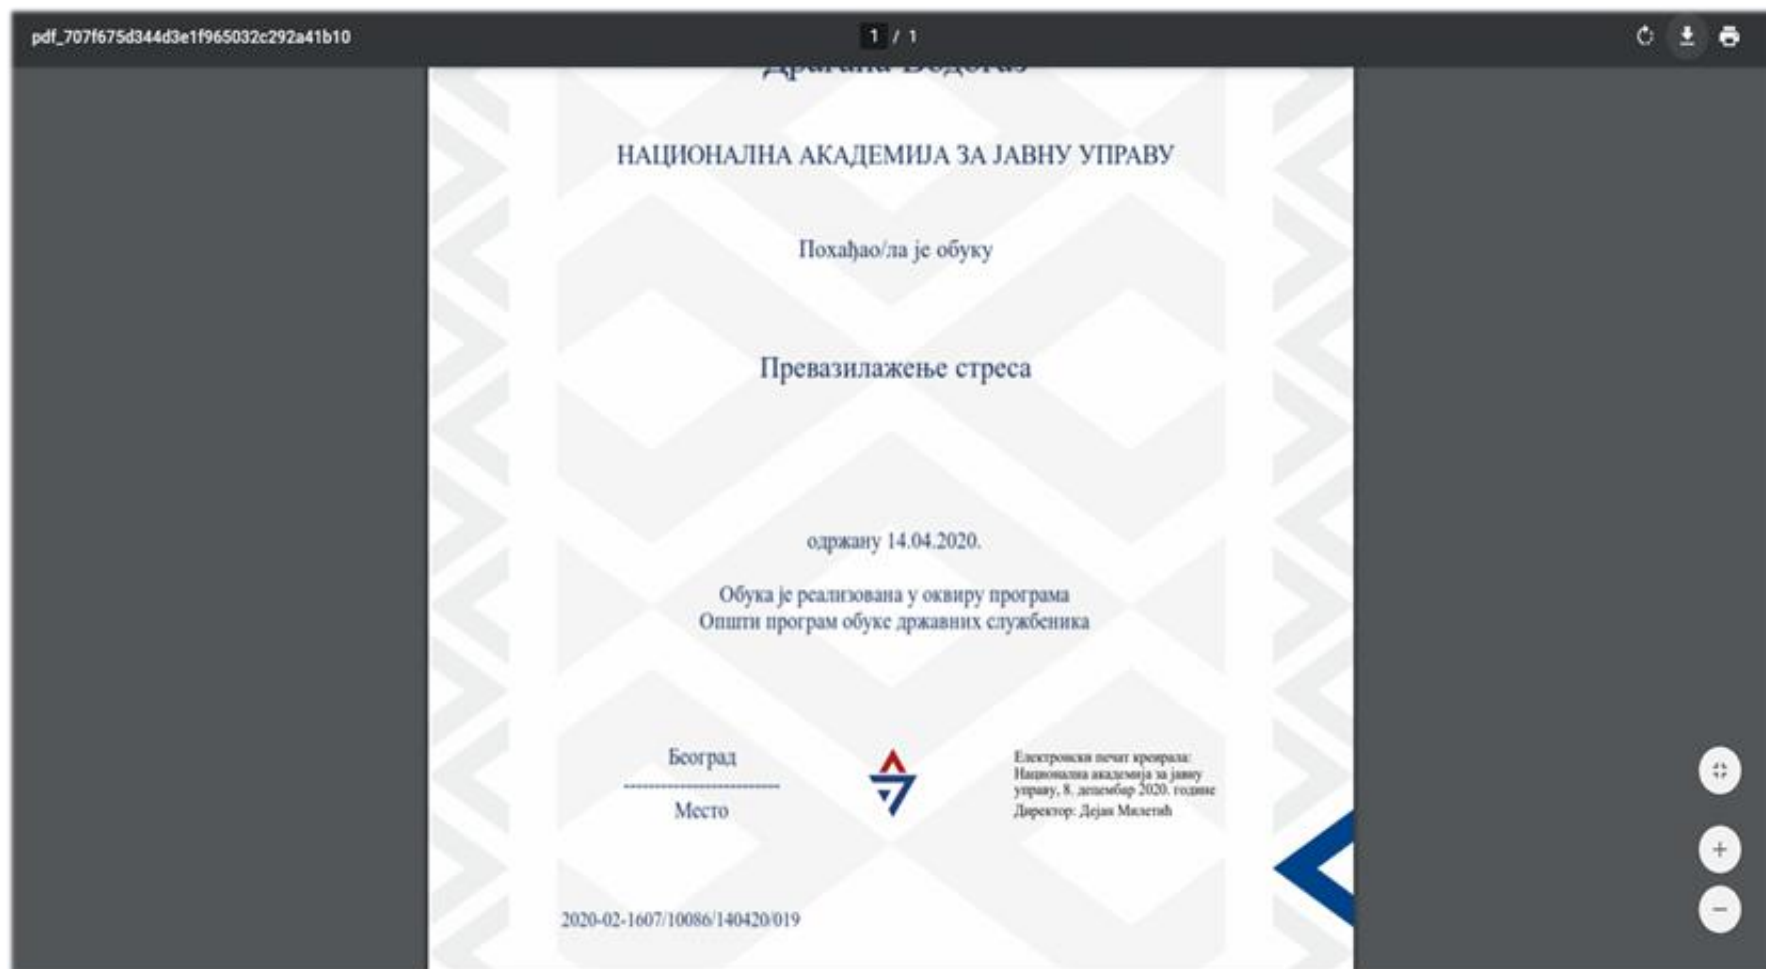 pdf_707f675d344d3e1f965032c292a41b10
1 / 1
Драгана
НАЦИОНАЛНА АКАДЕМИЈА ЗА ЈАВНУ УПРАВУ
Похађао/ла је обуку
Превазилажење стреса
одржану 14.04.2020.
Обука је реализована у оквиру програма
Општи програм обуке државних службеника
Београд
Место
Електронски печат креирала:
Национална академија за јавну
управу, 8. децембар 2020. године
Директор: Дејан Милетић
2020-02-1607/10086/140420/019